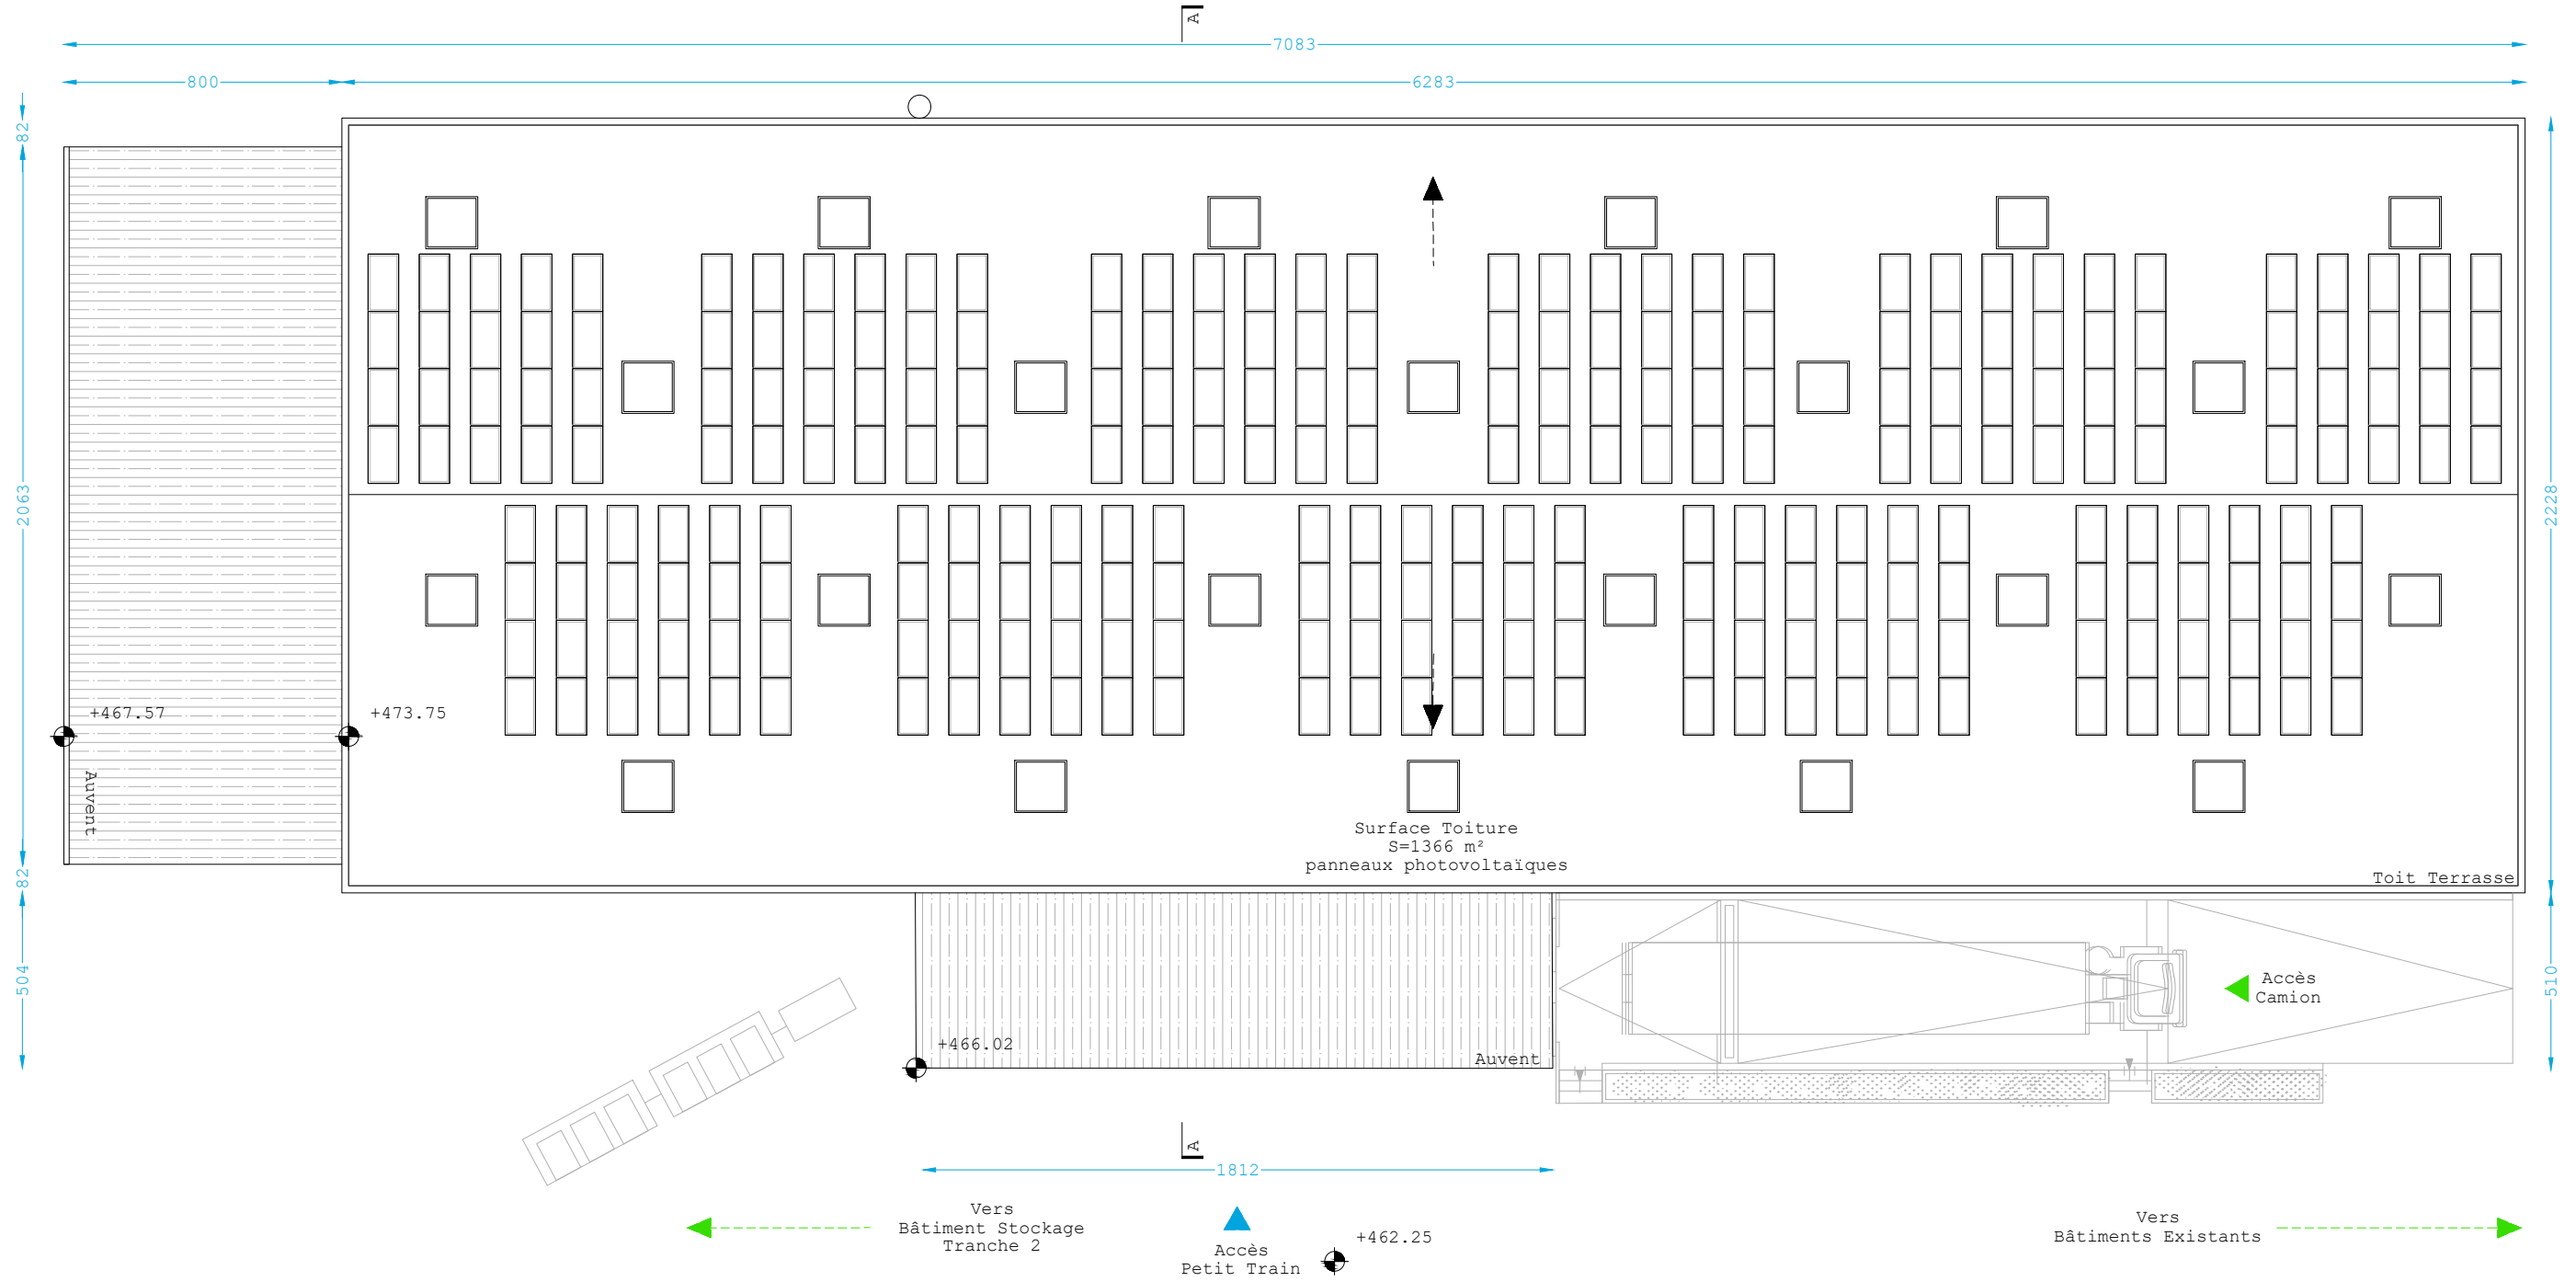 A
7083
800
6283
82
2063
2228
+467.57
+473.75
Auvent
Surface Toiture
S=1366 m²
panneaux photovoltaïques
Toit Terrasse
82
504
510
Accès
Camion
+466.02
Auvent
A
1812
Vers
Bâtiment Stockage
Tranche 2
Accès
Petit Train
+462.25
Vers
Bâtiments Existants